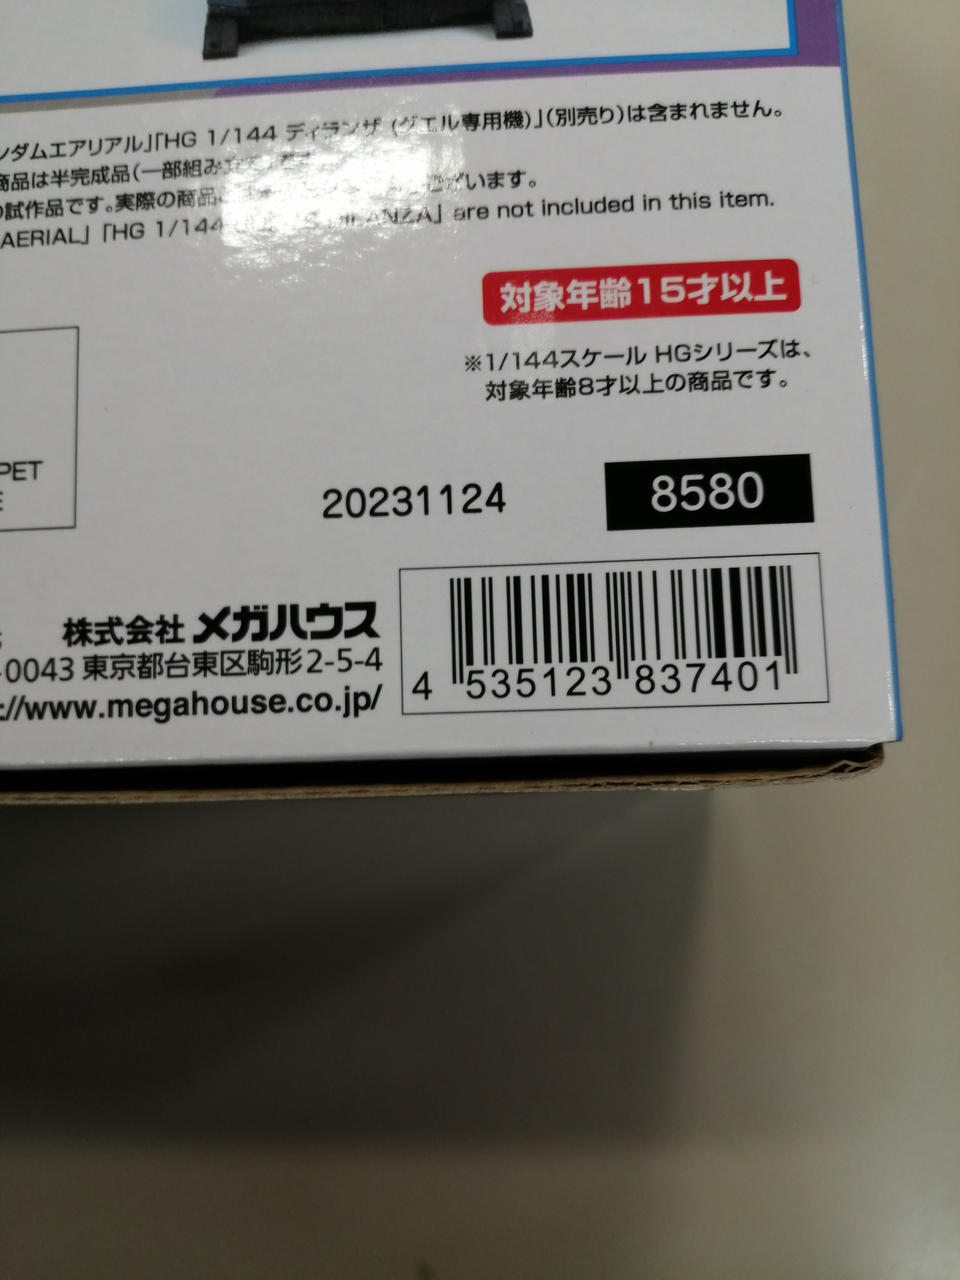 ンダムエアリアル」「HG 1/144 ディランザ (グエル専用機)」(別売り)は含まれません。
商品は半完成品(一部組み
試作品です。実際の商品 ざいます。
AERIAL」 「HG 1/144 DILANZA」 are not included in this item.
対象年齢15才以上
※1/144スケール HGシリーズは、
対象年齢8才以上の商品です。
PET
20231124
8580
株式会社 メガハウス
-0043 東京都台東区駒形2-5-4
://www.megahouse.co.jp/
4 535123 837401